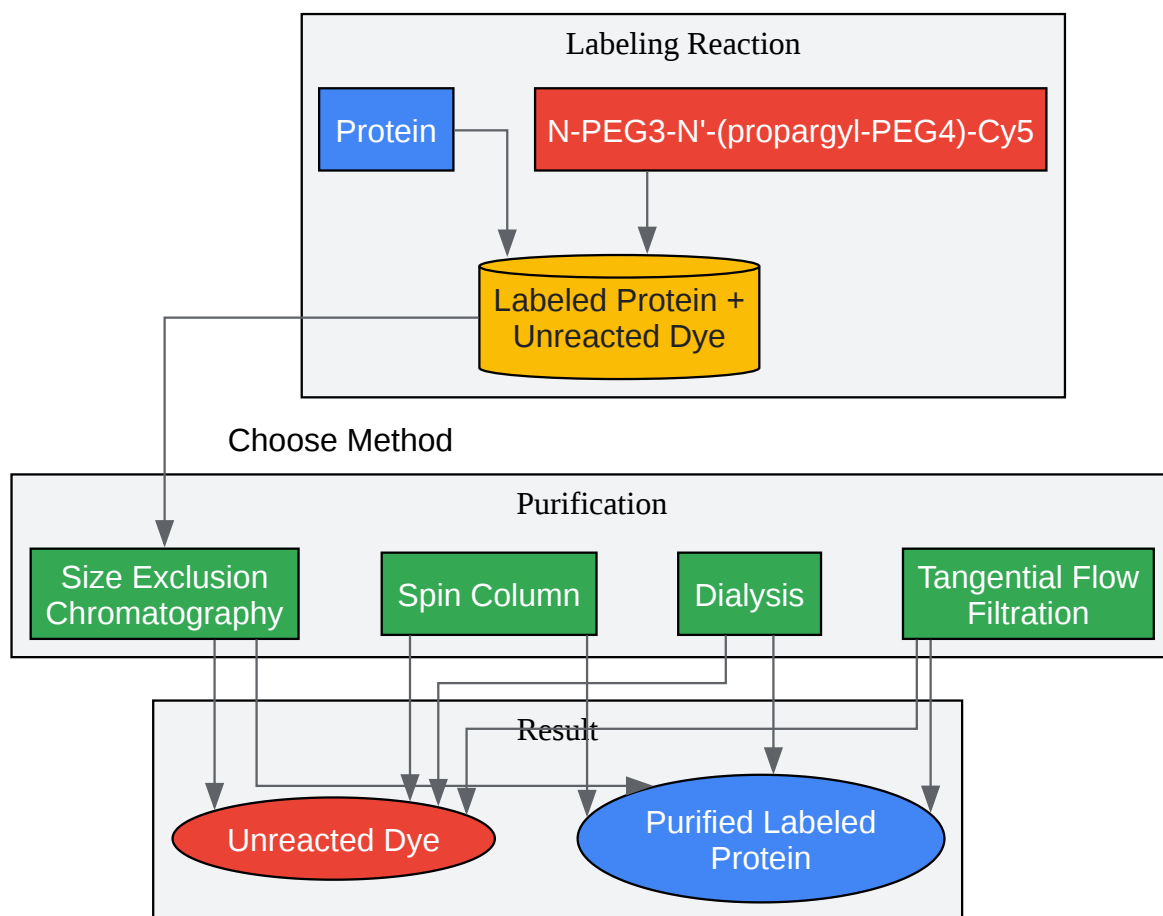 Labeling Reaction
Protein
N-PEG3-N'-(propargyl-PEG4)-Cy5
Labeled Protein +
Unreacted Dye
Choose Method
Purification
Size Exclusion
Chromatography
Spin Column
Dialysis
Tangential Flow
Filtration
Result
Unreacted Dye
Purified Labeled
Protein